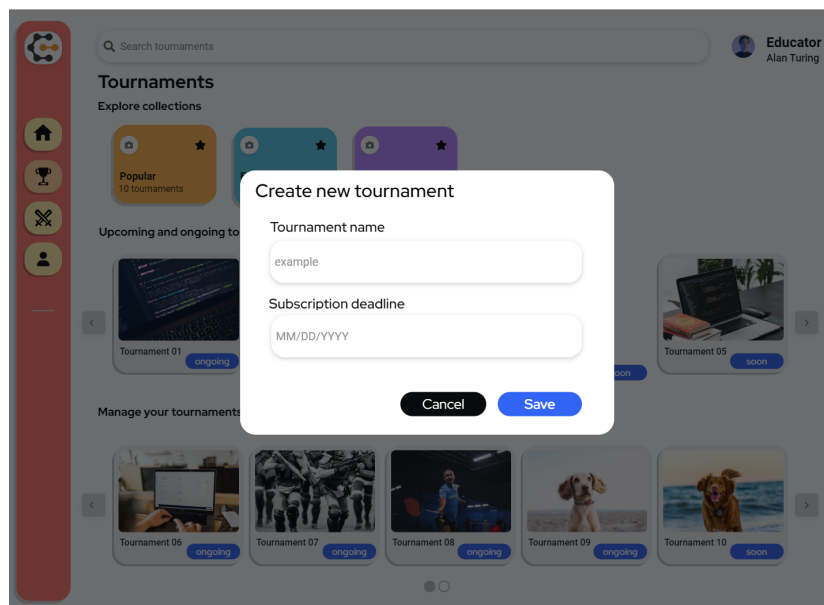 Search tournaments
Educator
Alan Turing
Tournaments
Explore collections
Popular
10 tournaments
Create new tournament
Tournament name
example
Subscription deadline
MM/DD/YYYY
Cancel
Save
Upcoming and ongoing to
Tournament 01
ongoing
oon
Tournament 05
soon
Manage your tournaments
Tournament 06
ongoing
Tournament 07
ongoing
Tournament 08
ongoing
Tournament 09
ongoing
Tournament 10
soon